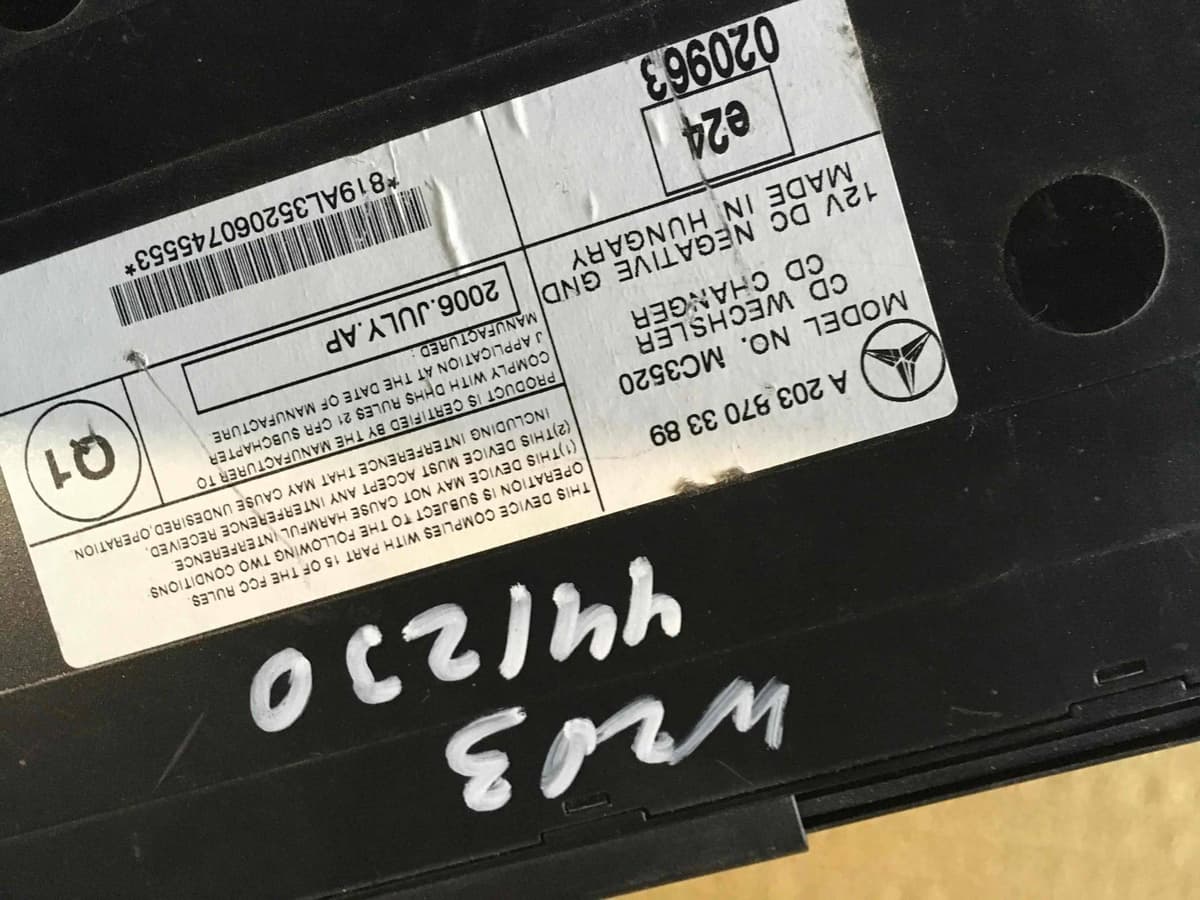 W203
441230
THIS DEVICE COMPLIES WITH PART 15 OF THE FCC RULES.
OPERATION IS SUBJECT TO THE FOLLOWING TWO CONDITIONS:
(1)THIS DEVICE MAY NOT CAUSE HARMFUL INTERFERENCE.
(2)THIS DEVICE MUST ACCEPT ANY INTERFERENCE RECEIVED,
INCLUDING INTERFERENCE THAT MAY CAUSE UNDESIRED,OPERATION
A 203 870 33 89
MODEL NO. MC3520
CD WECHSLER
CD CHANGER
12V DC NEGATIVE GND
MADE IN HUNGARY
e24
020963
PRODUCT IS CERTIFIED BY THE MANUFACTURER TO
COMPLY WITH DHHS RULES 21 CFR SUBCHAPTER
J APPLICATION AT THE DATE OF MANUFACTURE
MANUFACTURED :
2006.JULY.AP
Q1
*819AL352060745553*